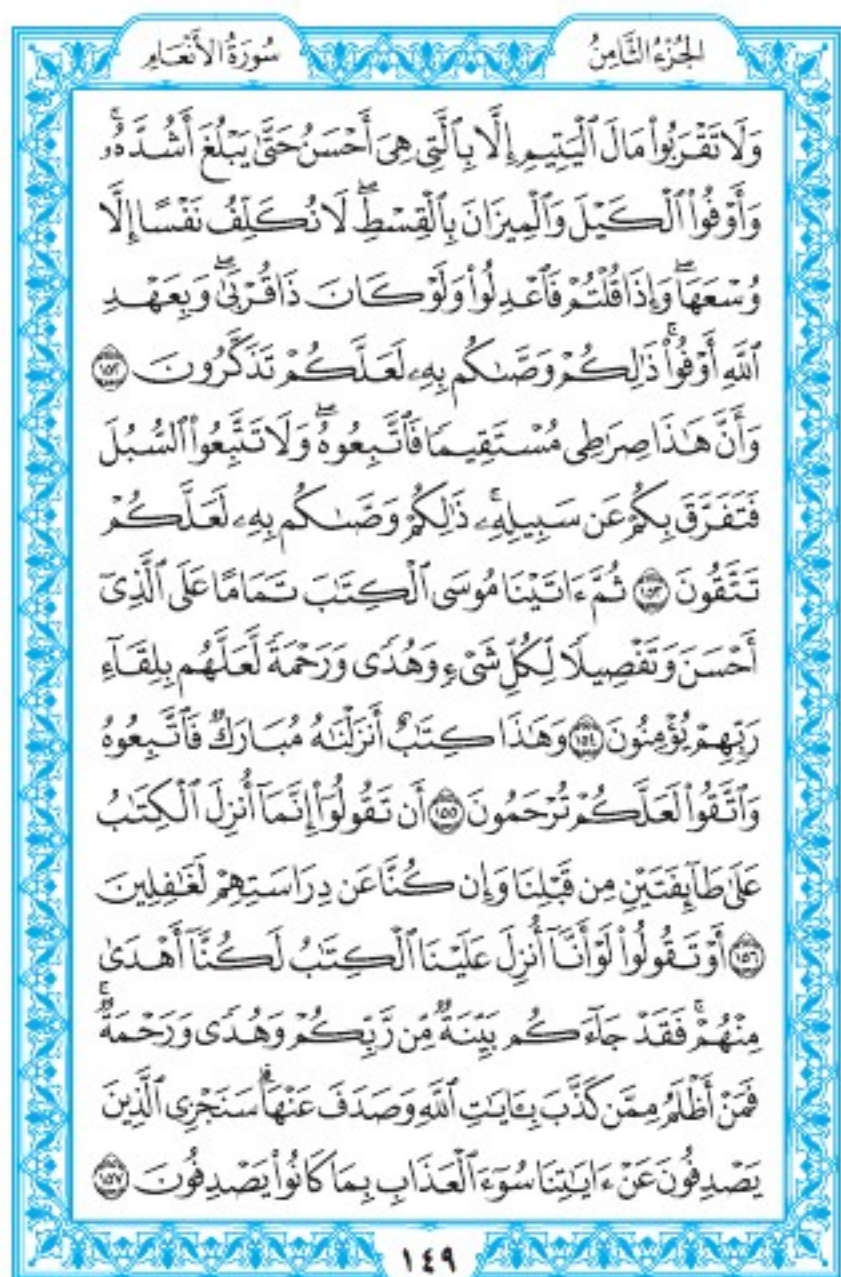 الجُزْءُ الثَّامِنُ سُورَةُ الأَنْعَامِ
وَلَا تَقْرَبُواْ مَالَ ٱلْيَتِيمِ إِلَّا بِٱلَّتِي هِيَ أَحْسَنُ حَتَّىٰ يَبْلُغَ أَشُدَّهُۥۚ
وَأَوْفُواْ ٱلْكَيْلَ وَٱلْمِيزَانَ بِٱلْقِسْطِۖ لَا نُكَلِّفُ نَفْسًا إِلَّا
وُسْعَهَاۖ وَإِذَا قُلْتُمْ فَٱعْدِلُواْ وَلَوْ كَانَ ذَا قُرْبَىٰۖ وَبِعَهْدِ
ٱللَّهِ أَوْفُواْۚ ذَٰلِكُمْ وَصَّىٰكُم بِهِۦ لَعَلَّكُمْ تَذَكَّرُونَ ١٥٢
وَأَنَّ هَٰذَا صِرَٰطِي مُسْتَقِيمًا فَٱتَّبِعُوهُۖ وَلَا تَتَّبِعُواْ ٱلسُّبُلَ
فَتَفَرَّقَ بِكُمْ عَن سَبِيلِهِۦۚ ذَٰلِكُمْ وَصَّىٰكُم بِهِۦ لَعَلَّكُمْ
تَتَّقُونَ ١٥٣ ثُمَّ ءَاتَيْنَا مُوسَى ٱلْكِتَٰبَ تَمَامًا عَلَى ٱلَّذِيٓ
أَحْسَنَ وَتَفْصِيلًا لِّكُلِّ شَيْءٍ وَهُدًى وَرَحْمَةً لَّعَلَّهُم بِلِقَآءِ
رَبِّهِمْ يُؤْمِنُونَ ١٥٤ وَهَٰذَا كِتَٰبٌ أَنزَلْنَٰهُ مُبَارَكٌ فَٱتَّبِعُوهُ
وَٱتَّقُواْ لَعَلَّكُمْ تُرْحَمُونَ ١٥٥ أَن تَقُولُوٓاْ إِنَّمَآ أُنزِلَ ٱلْكِتَٰبُ
عَلَىٰ طَآئِفَتَيْنِ مِن قَبْلِنَا وَإِن كُنَّا عَن دِرَاسَتِهِمْ لَغَٰفِلِينَ
١٥٦ أَوْ تَقُولُواْ لَوْ أَنَّآ أُنزِلَ عَلَيْنَا ٱلْكِتَٰبُ لَكُنَّآ أَهْدَىٰ
مِنْهُمْۚ فَقَدْ جَآءَكُم بَيِّنَةٌ مِّن رَّبِّكُمْ وَهُدًى وَرَحْمَةٌۚ
فَمَنْ أَظْلَمُ مِمَّن كَذَّبَ بِـَٔايَٰتِ ٱللَّهِ وَصَدَفَ عَنْهَاۗ سَنَجْزِي ٱلَّذِينَ
يَصْدِفُونَ عَنْ ءَايَٰتِنَا سُوٓءَ ٱلْعَذَابِ بِمَا كَانُواْ يَصْدِفُونَ ١٥٧
١٤٩